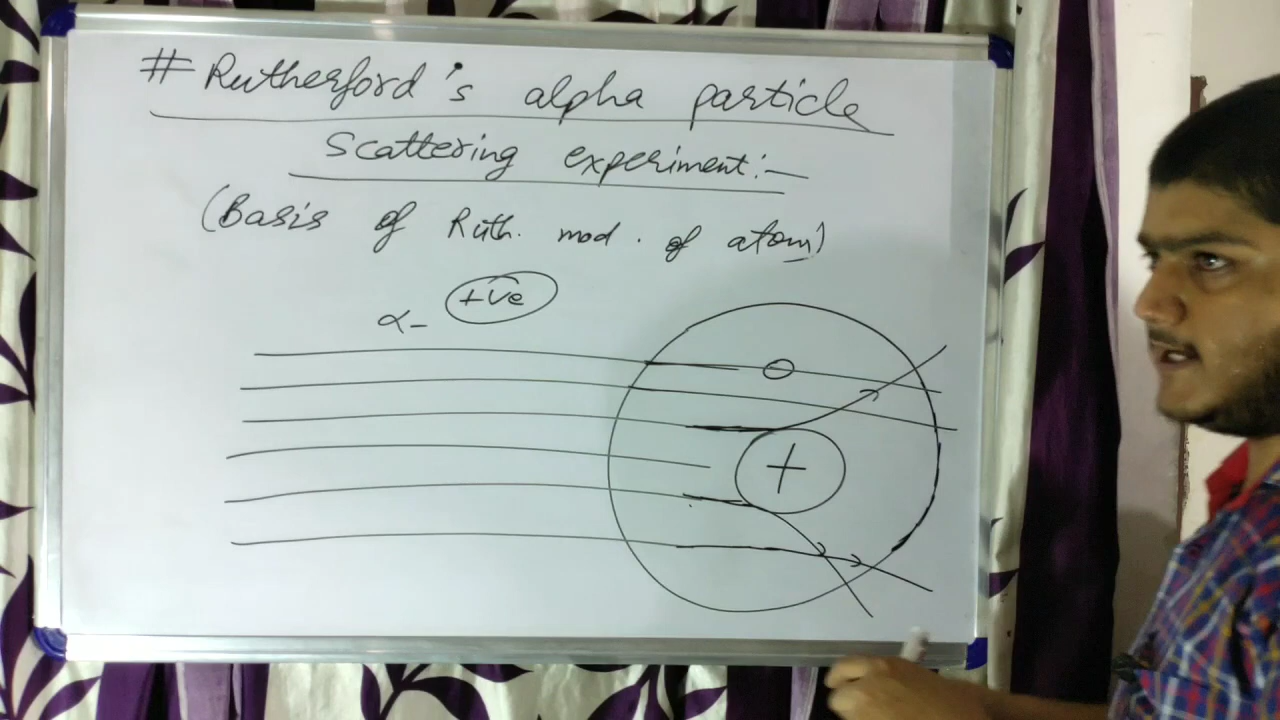 # Rutherford's alpha particle
Scattering experiment:-
(Basis of Ruth. mod. of atom)
α- +ve
+